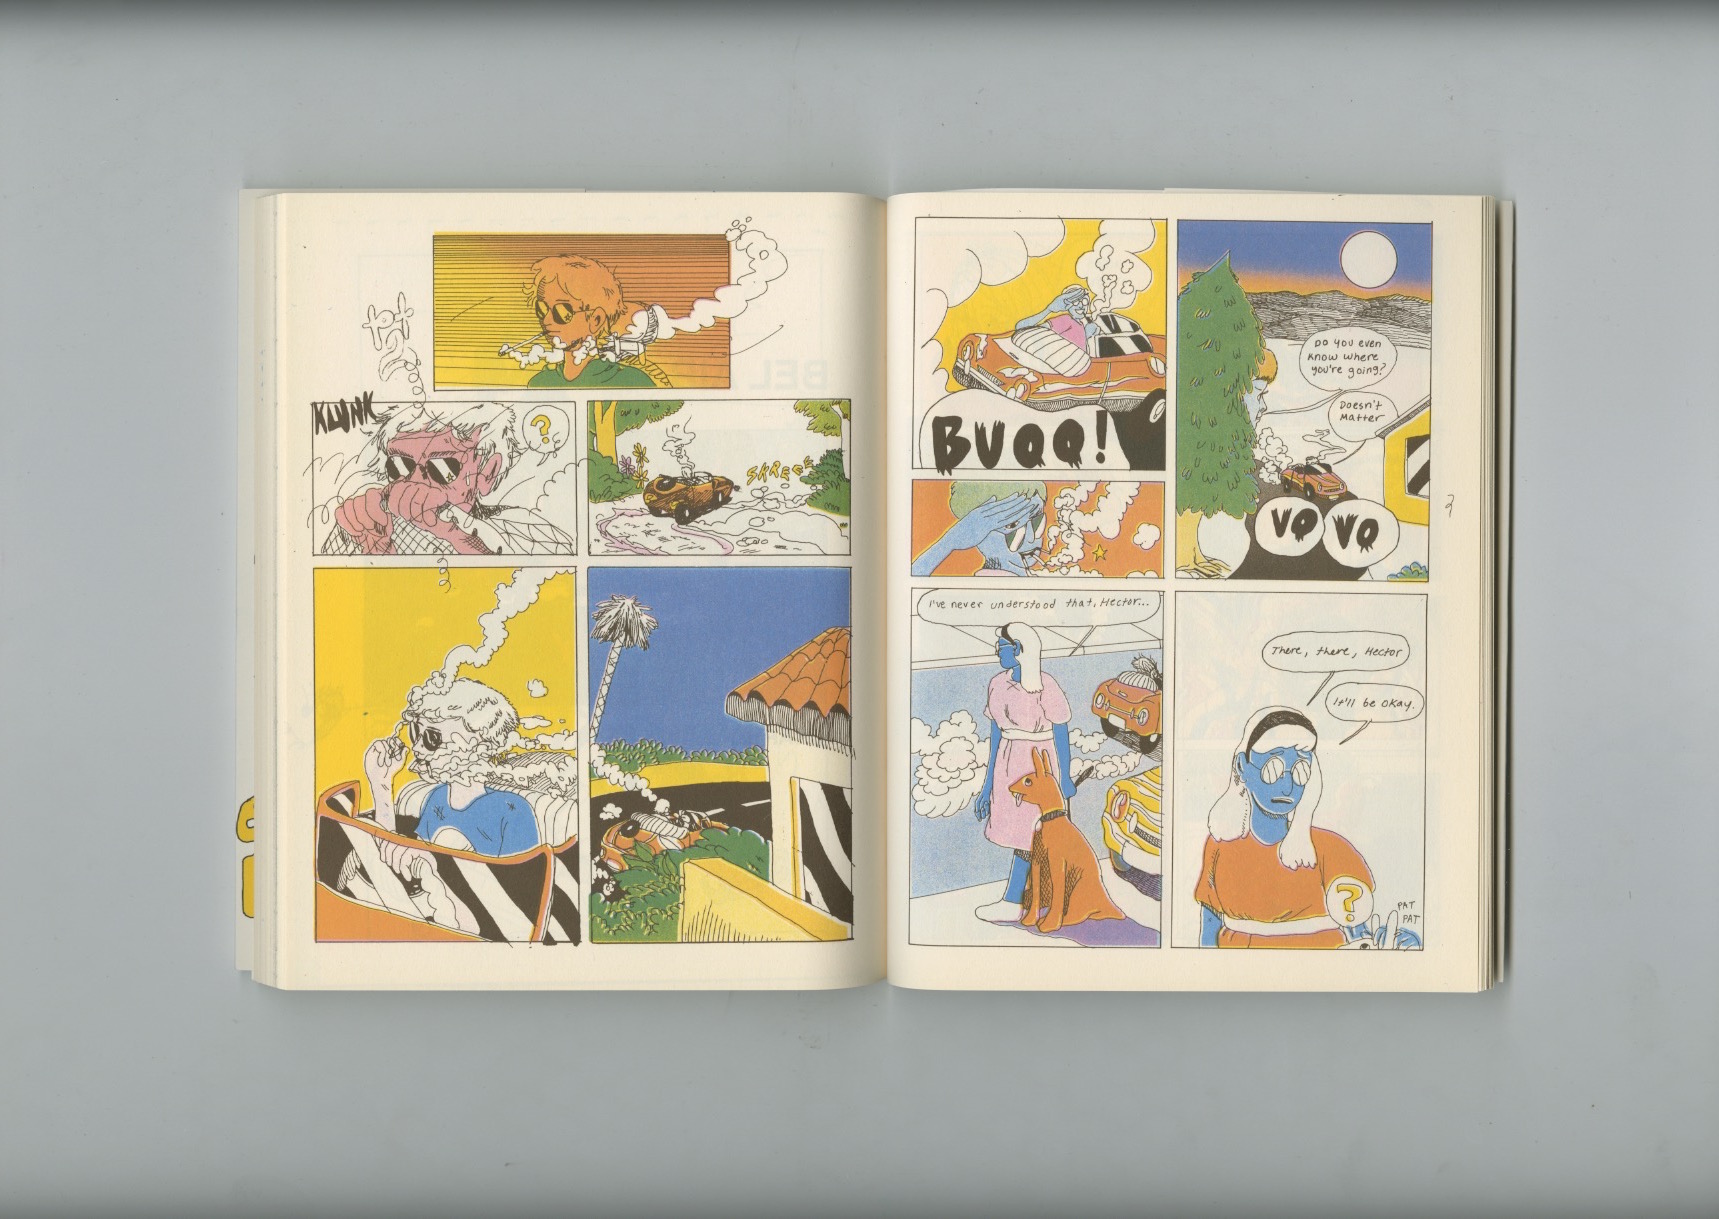 KLUNK
?
SKREEE
BUQQ!
Do you even
know where
you're going?
Doesn't
matter
VQ VQ
I've never understood that, Hector...
There, there, Hector
It'll be okay.
?
PAT
PAT